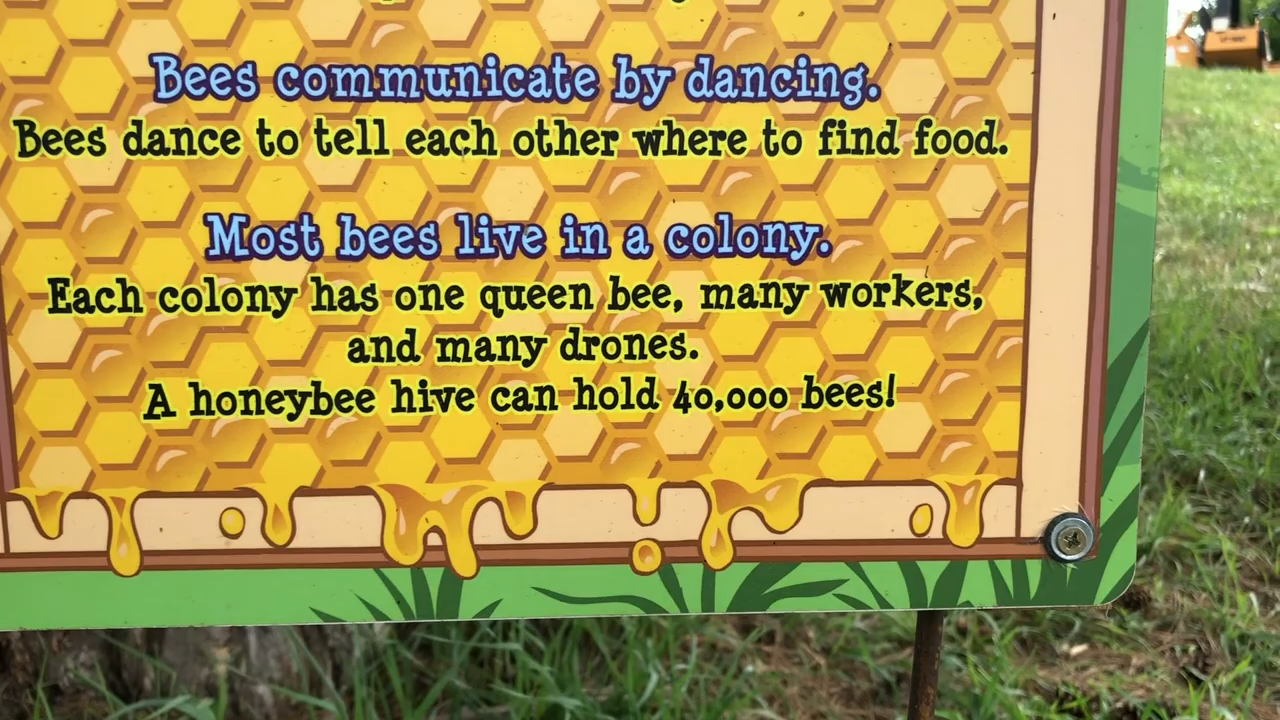 Bees communicate by dancing.
Bees dance to tell each other where to find food.
Most bees live in a colony.
Each colony has one queen bee, many workers,
and many drones.
A honeybee hive can hold 40,000 bees!